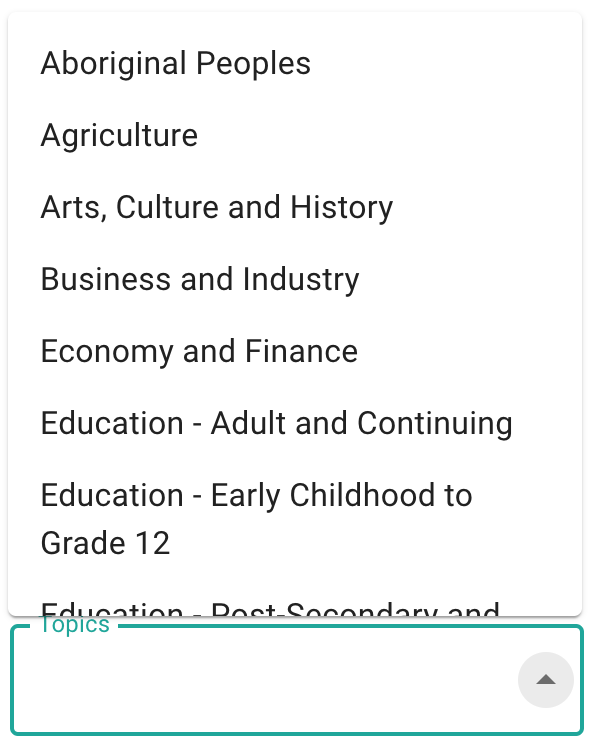 Aboriginal Peoples
Agriculture
Arts, Culture and History
Business and Industry
Economy and Finance
Education - Adult and Continuing
Education - Early Childhood to
Grade 12
Education - Post-Secondary and
Topics